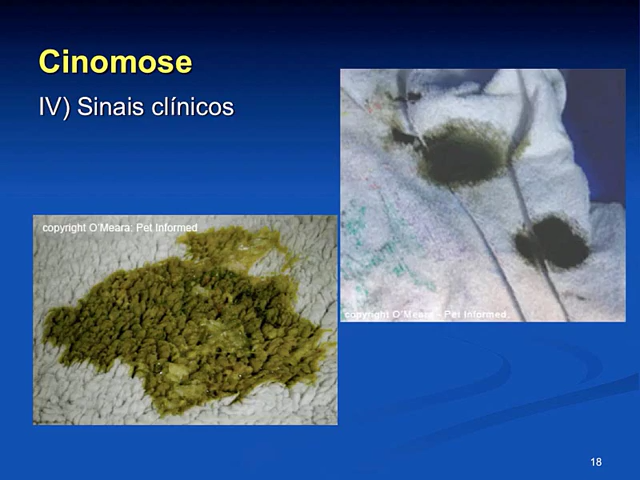 Cinomose
IV) Sinais clínicos
copyright O'Meara: Pet Informed
copyright O'Meara - Pet Informed.
18